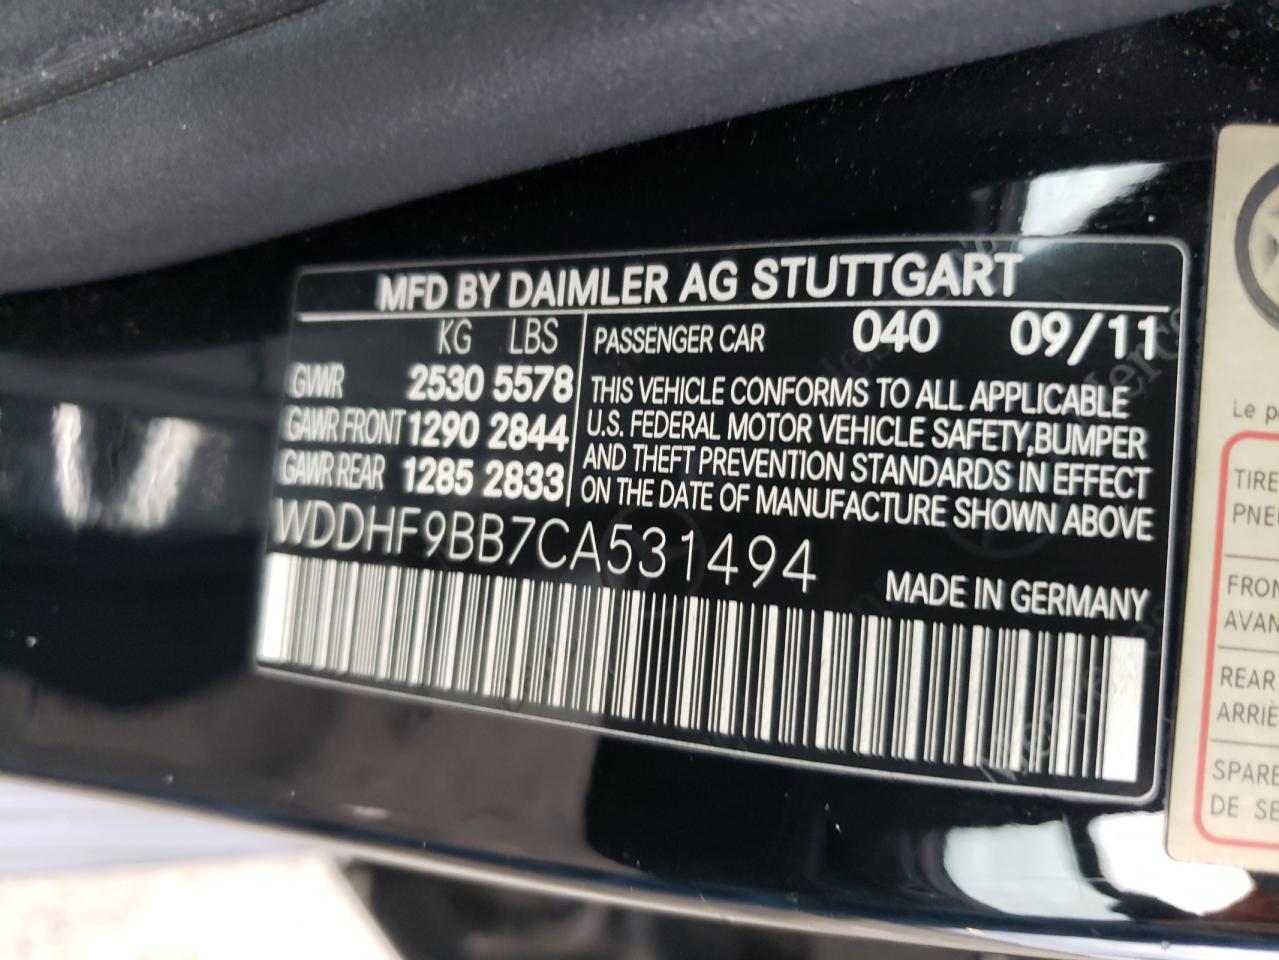 MFD BY DAIMLER AG STUTTGART
KG LBS
GVWR 2530 5578
GAWR FRONT 1290 2844
GAWR REAR 1285 2833
PASSENGER CAR 040 09/11
THIS VEHICLE CONFORMS TO ALL APPLICABLE
U.S. FEDERAL MOTOR VEHICLE SAFETY,BUMPER
AND THEFT PREVENTION STANDARDS IN EFFECT
ON THE DATE OF MANUFACTURE SHOWN ABOVE
WDDHF9BB7CA531494
MADE IN GERMANY
Le p
TIRE
PNE
FRON
AVAN
REAR
ARRIÈ
SPARE
DE SE